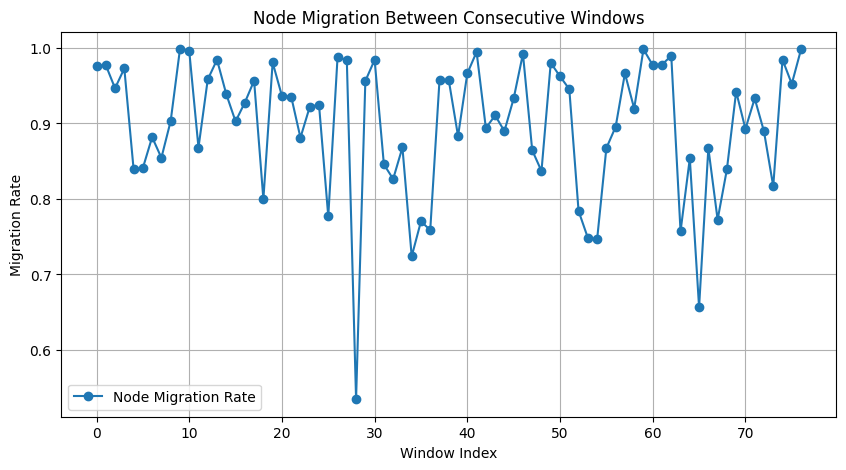 Node Migration Between Consecutive Windows
Migration Rate
1.0
0.9
0.8
0.7
0.6
Node Migration Rate
0 10 20 30 40 50 60 70
Window Index